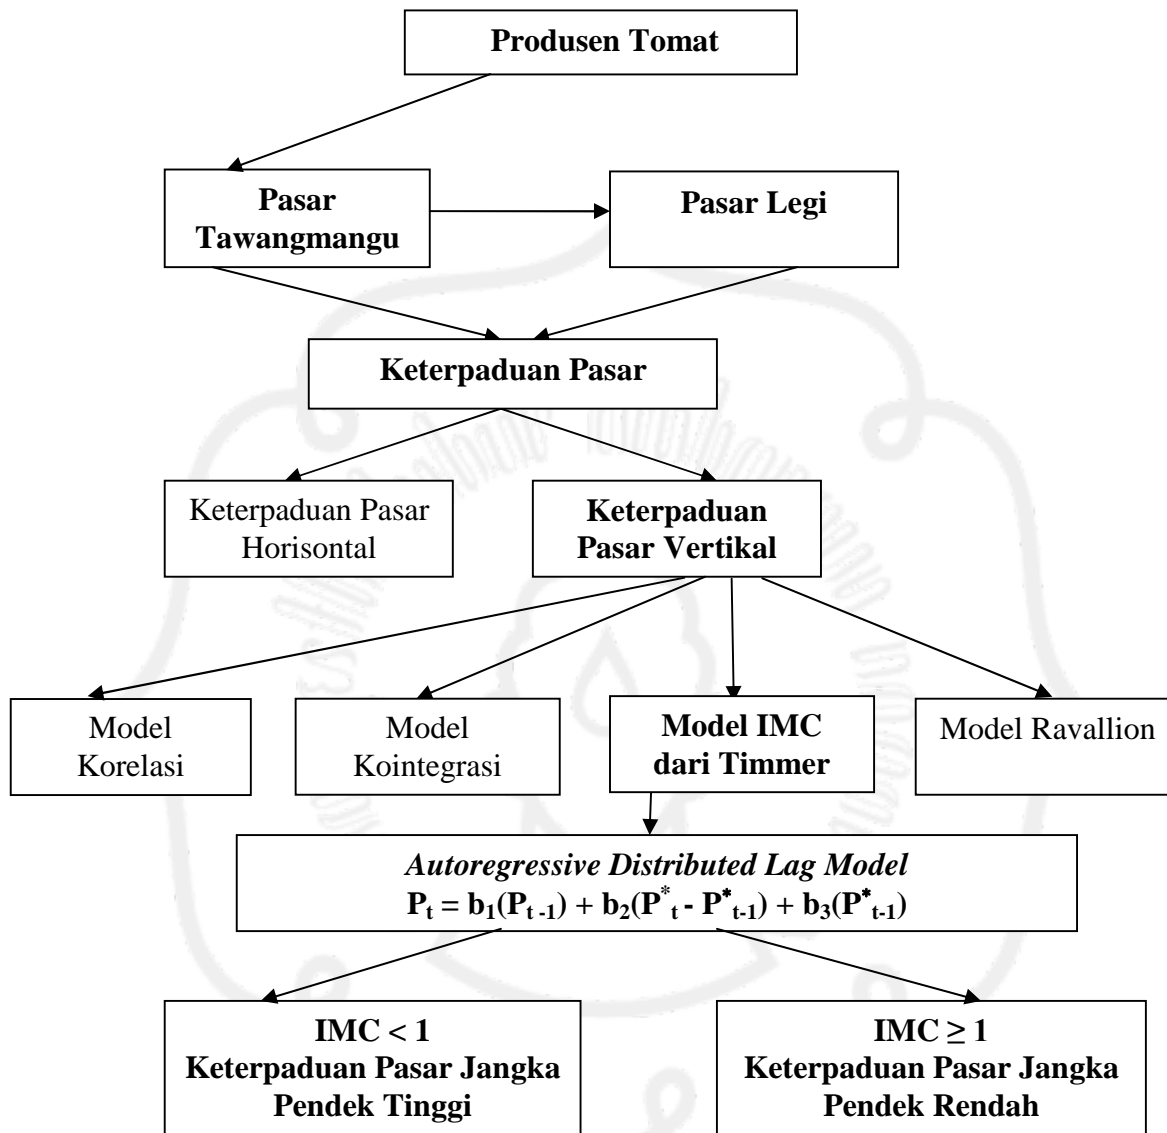 Produsen Tomat
Pasar
Tawangmangu
Pasar Legi
Keterpaduan Pasar
Keterpaduan Pasar
Horisontal
Keterpaduan
Pasar Vertikal
Model
Korelasi
Model
Kointegrasi
Model IMC
dari Timmer
Model Ravallion
Autoregressive Distributed Lag Model
Pₜ = b₁(Pₜ₋₁) + b₂(P*ₜ - P*ₜ₋₁) + b₃(P*ₜ₋₁)
IMC < 1
Keterpaduan Pasar Jangka
Pendek Tinggi
IMC ≥ 1
Keterpaduan Pasar Jangka
Pendek Rendah